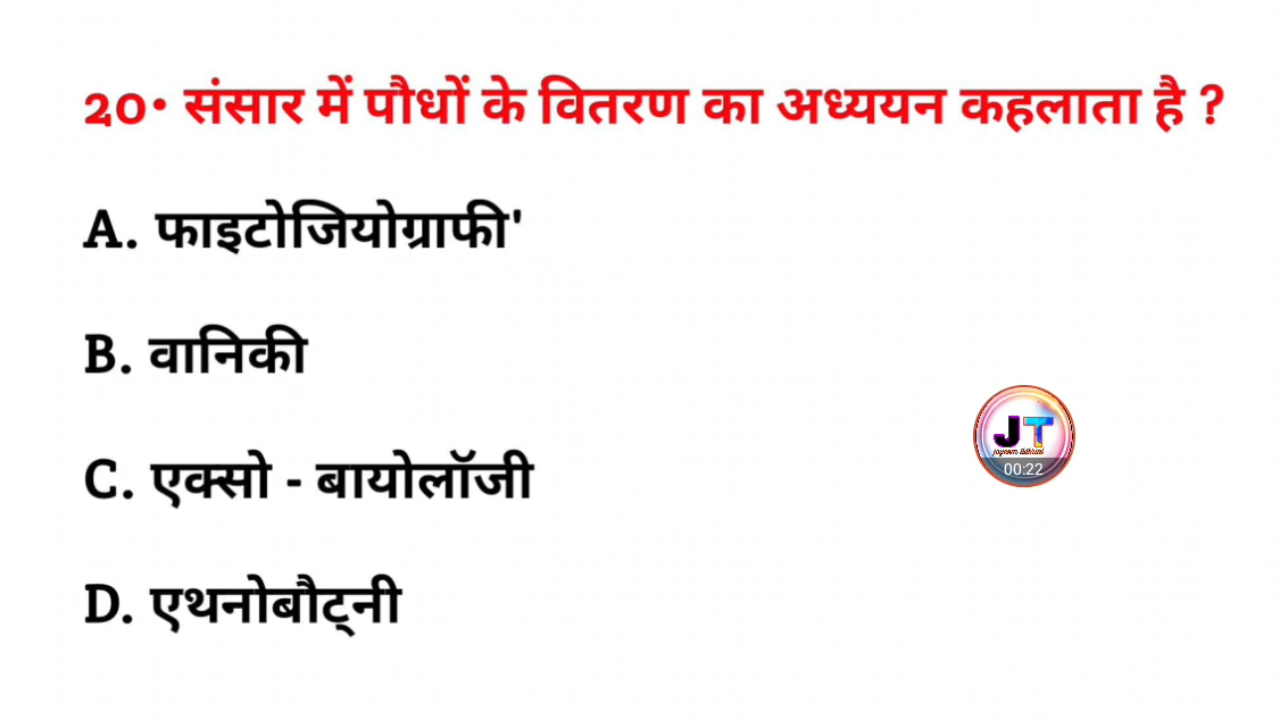 20• संसार में पौधों के वितरण का अध्ययन कहलाता है ?
A. फाइटोजियोग्राफी'
B. वानिकी
C. एक्सो - बायोलॉजी
D. एथनोबौट्नी
JT
00:22